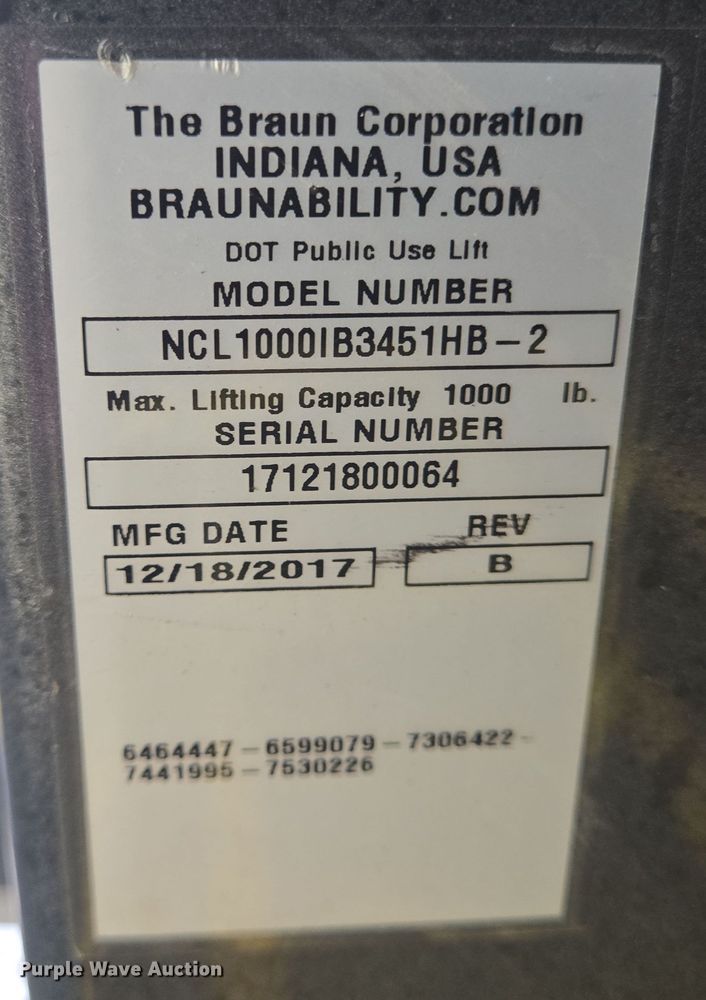 The Braun Corporation
INDIANA, USA
BRAUNABILITY.COM
DOT Public Use Lift
MODEL NUMBER
NCL1000IB3451HB-2
Max. Lifting Capacity 1000 lb.
SERIAL NUMBER
17121800064
MFG DATE REV
12/18/2017 B
6464447-6599079-7306422-
7441995-7530226
Purple Wave Auction